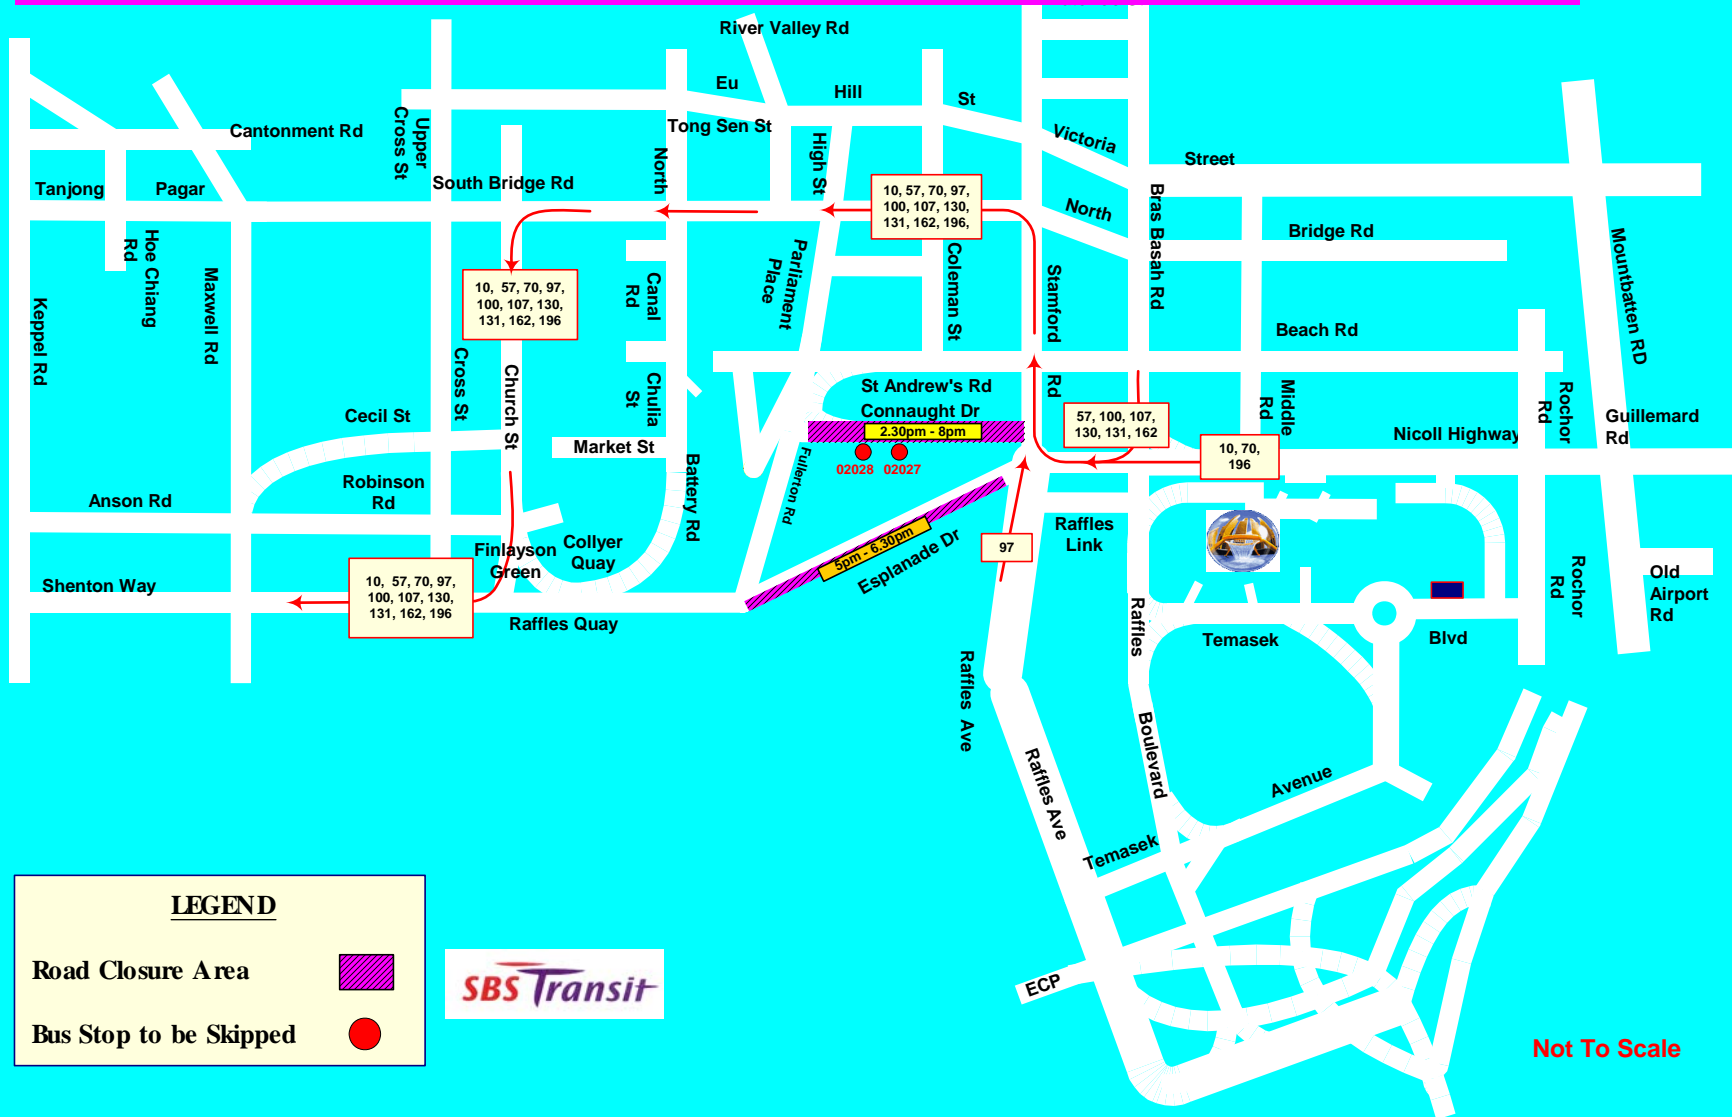 River Valley Rd
Eu
Hill
St
Tong Sen St
Cantonment Rd
Upper
Cross St
Victoria
Street
High St
North
South Bridge Rd
Tanjong
Pagar
10, 57, 70, 97,
100, 107, 130,
131, 162, 196,
North
Bras Basah Rd
Bridge Rd
Mountbatten RD
Hoe Chiang
Rd
Maxwell Rd
Keppel Rd
10, 57, 70, 97,
100, 107, 130,
131, 162, 196
Canal
Rd
Parliament
Place
Coleman St
Stamford
Rd
Beach Rd
Cross St
Church St
Chulia
St
St Andrew's Rd
Connaught Dr
2.30pm - 8pm
02028
02027
57, 100, 107,
130, 131, 162
Middle
Rd
Rochor
Rd
Guillemard
Rd
Nicoll Highway
10, 70,
196
Cecil St
Market St
Battery Rd
Fullerton Rd
Robinson
Rd
Anson Rd
Finlayson
Green
Collyer
Quay
5pm - 6.30pm
Esplanade Dr
97
Raffles
Link
Shenton Way
10, 57, 70, 97,
100, 107, 130,
131, 162, 196
Raffles Quay
Raffles
Boulevard
Temasek
Blvd
Rochor
Rd
Old
Airport
Rd
Raffles Ave
Raffles Ave
Temasek
Avenue
ECP
LEGEND
Road Closure Area
Bus Stop to be Skipped
SBS Transit
Not To Scale